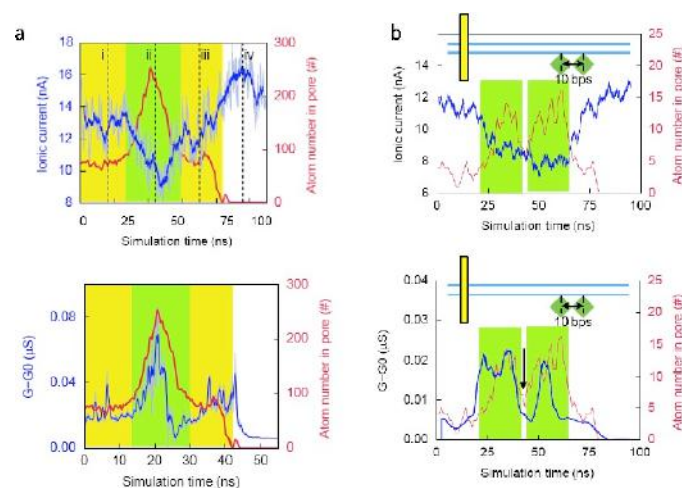 a
b
i
ii
iii
iv
Ionic current (nA)
18
16
14
12
10
8
Atom number in pore (#)
300
200
100
0
0
25
50
75
100
Simulation time (ns)
10 bps
Ionic current (nA)
14
12
10
8
6
Atom number in pore (#)
25
20
15
10
5
0
0
25
50
75
100
Simulation time (ns)
G−G0 (µS)
0.08
0.04
0.00
Atom number in pore (#)
300
200
100
0
0
20
40
Simulation time (ns)
10 bps
G−G0 (µS)
0.04
0.03
0.02
0.01
0.00
Atom number in pore (#)
25
20
15
10
5
0
0
25
50
75
100
Simulation time (ns)